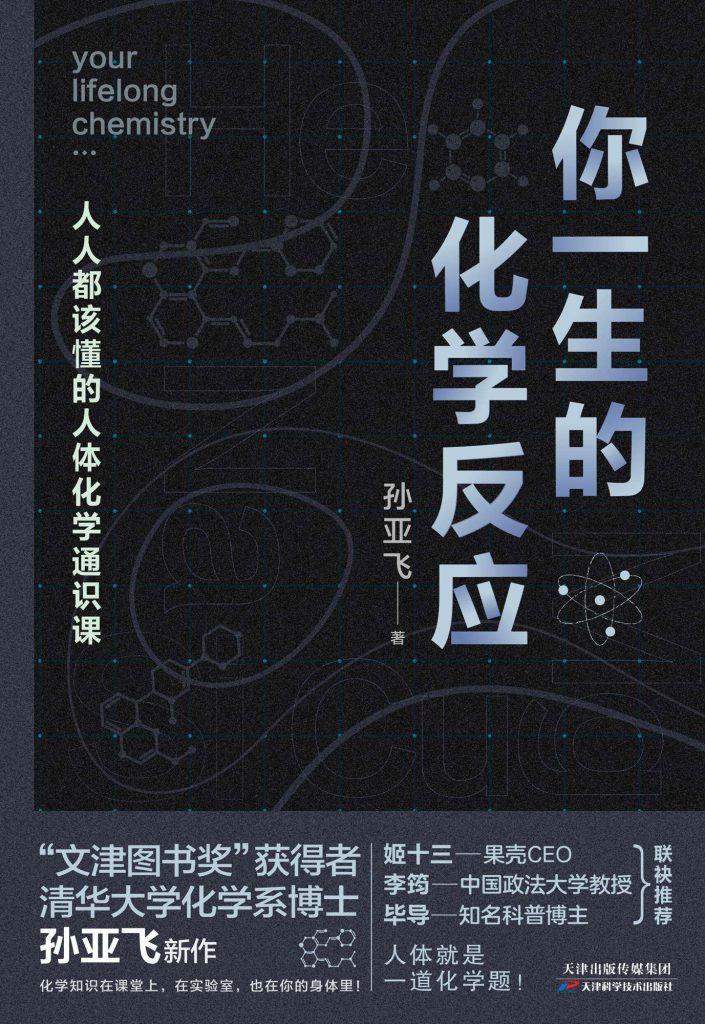 your
lifelong
chemistry
...
你一生的
化学反应
孙亚飞——著
人人都该懂的人体化学通识课
“文津图书奖”获得者
清华大学化学系博士
孙亚飞新作
化学知识在课堂上，在实验室，也在你的身体里！
姬十三—果壳CEO
李筠—中国政法大学教授
毕导—知名科普博主
联袂推荐
人体就是
一道化学题！
天津出版传媒集团
天津科学技术出版社